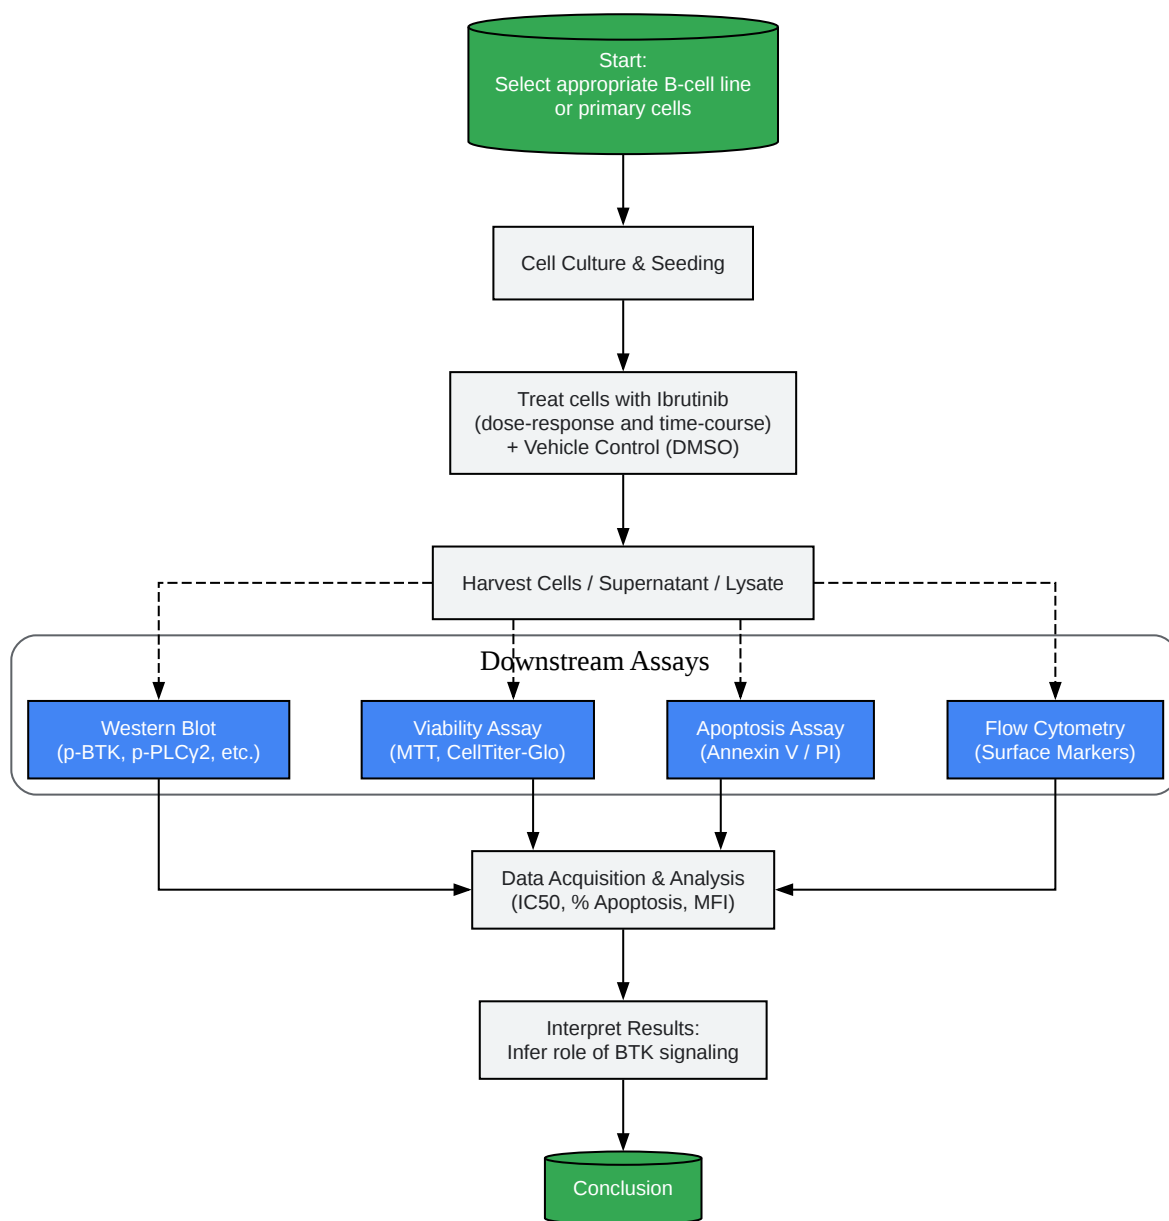 Start:
Select appropriate B-cell line
or primary cells
Cell Culture & Seeding
Treat cells with Ibrutinib
(dose-response and time-course)
+ Vehicle Control (DMSO)
Harvest Cells / Supernatant / Lysate
Downstream Assays
Western Blot
(p-BTK, p-PLCγ2, etc.)
Viability Assay
(MTT, CellTiter-Glo)
Apoptosis Assay
(Annexin V / PI)
Flow Cytometry
(Surface Markers)
Data Acquisition & Analysis
(IC50, % Apoptosis, MFI)
Interpret Results:
Infer role of BTK signaling
Conclusion